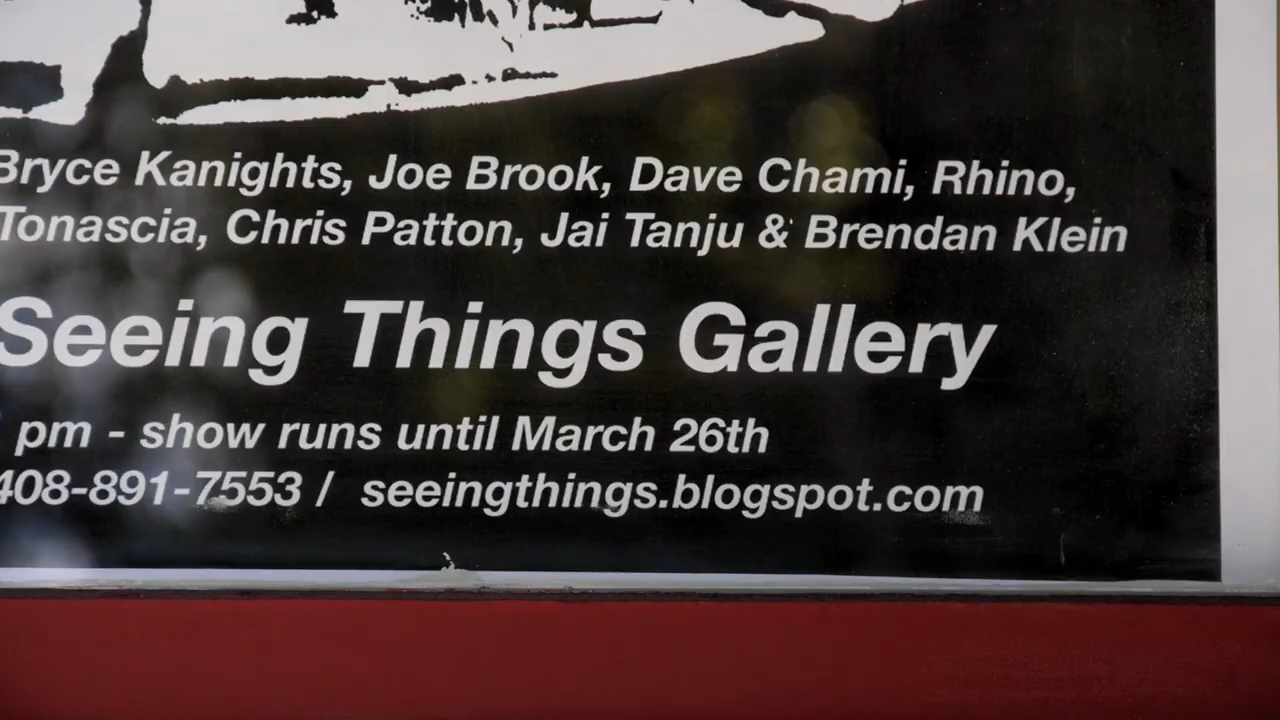 Bryce Kanights, Joe Brook, Dave Chami, Rhino,
Tonascia, Chris Patton, Jai Tanju & Brendan Klein
Seeing Things Gallery
pm - show runs until March 26th
408-891-7553 / seeingthings.blogspot.com